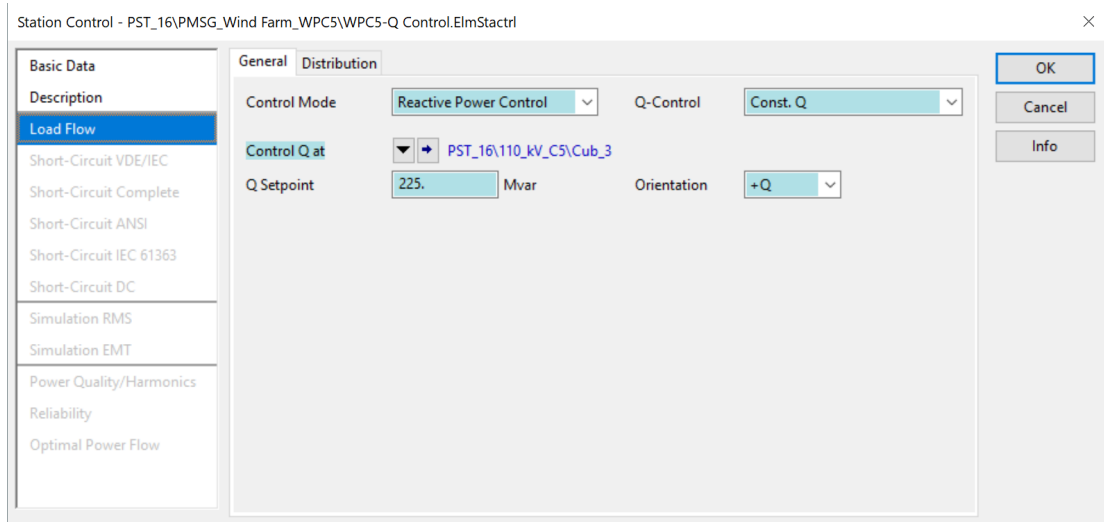 Station Control - PST_16\PMSG_Wind Farm_WPC5\WPC5-Q Control.ElmStactrl
Basic Data
Description
Load Flow
Short-Circuit VDE/IEC
Short-Circuit Complete
Short-Circuit ANSI
Short-Circuit IEC 61363
Short-Circuit DC
Simulation RMS
Simulation EMT
Power Quality/Harmonics
Reliability
Optimal Power Flow
General Distribution
Control Mode Reactive Power Control Q-Control Const. Q
Control Q at PST_16\110_kV_C5\Cub_3
Q Setpoint 225. Mvar Orientation +Q
OK
Cancel
Info